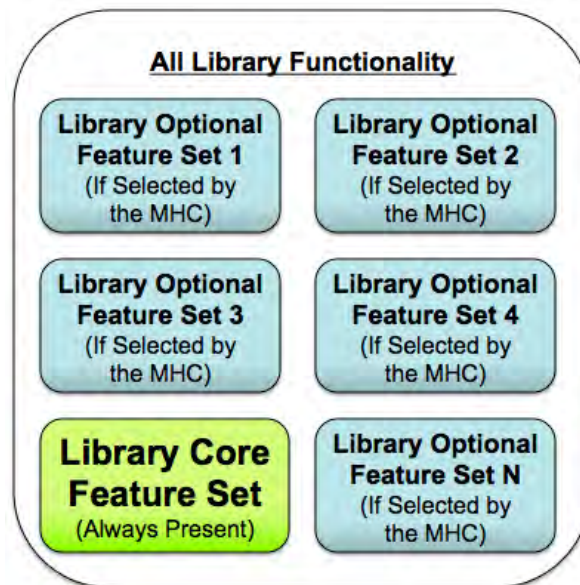 All Library Functionality
Library Optional
Feature Set 1
(If Selected by
the MHC)
Library Optional
Feature Set 2
(If Selected by
the MHC)
Library Optional
Feature Set 3
(If Selected by
the MHC)
Library Optional
Feature Set 4
(If Selected by
the MHC)
Library Core
Feature Set
(Always Present)
Library Optional
Feature Set N
(If Selected by
the MHC)